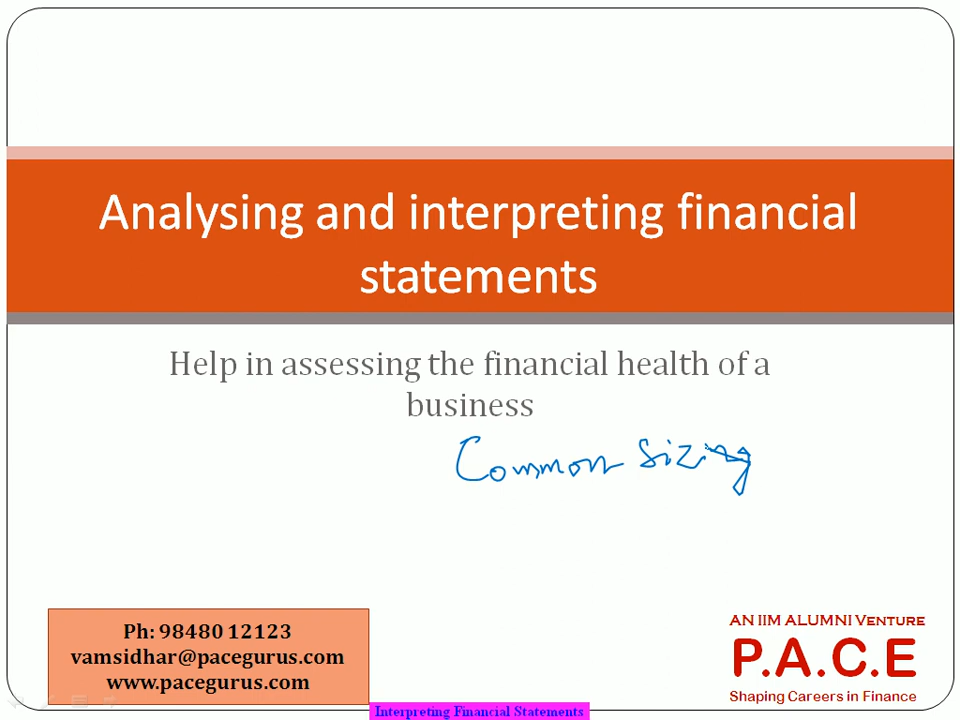 Analysing and interpreting financial
statements
Help in assessing the financial health of a
business
Common Sizing
Ph: 98480 12123
vamsidhar@pacegurus.com
www.pacegurus.com
AN IIM ALUMNI VENTURE
P.A.C.E
Shaping Careers in Finance
Interpreting Financial Statements